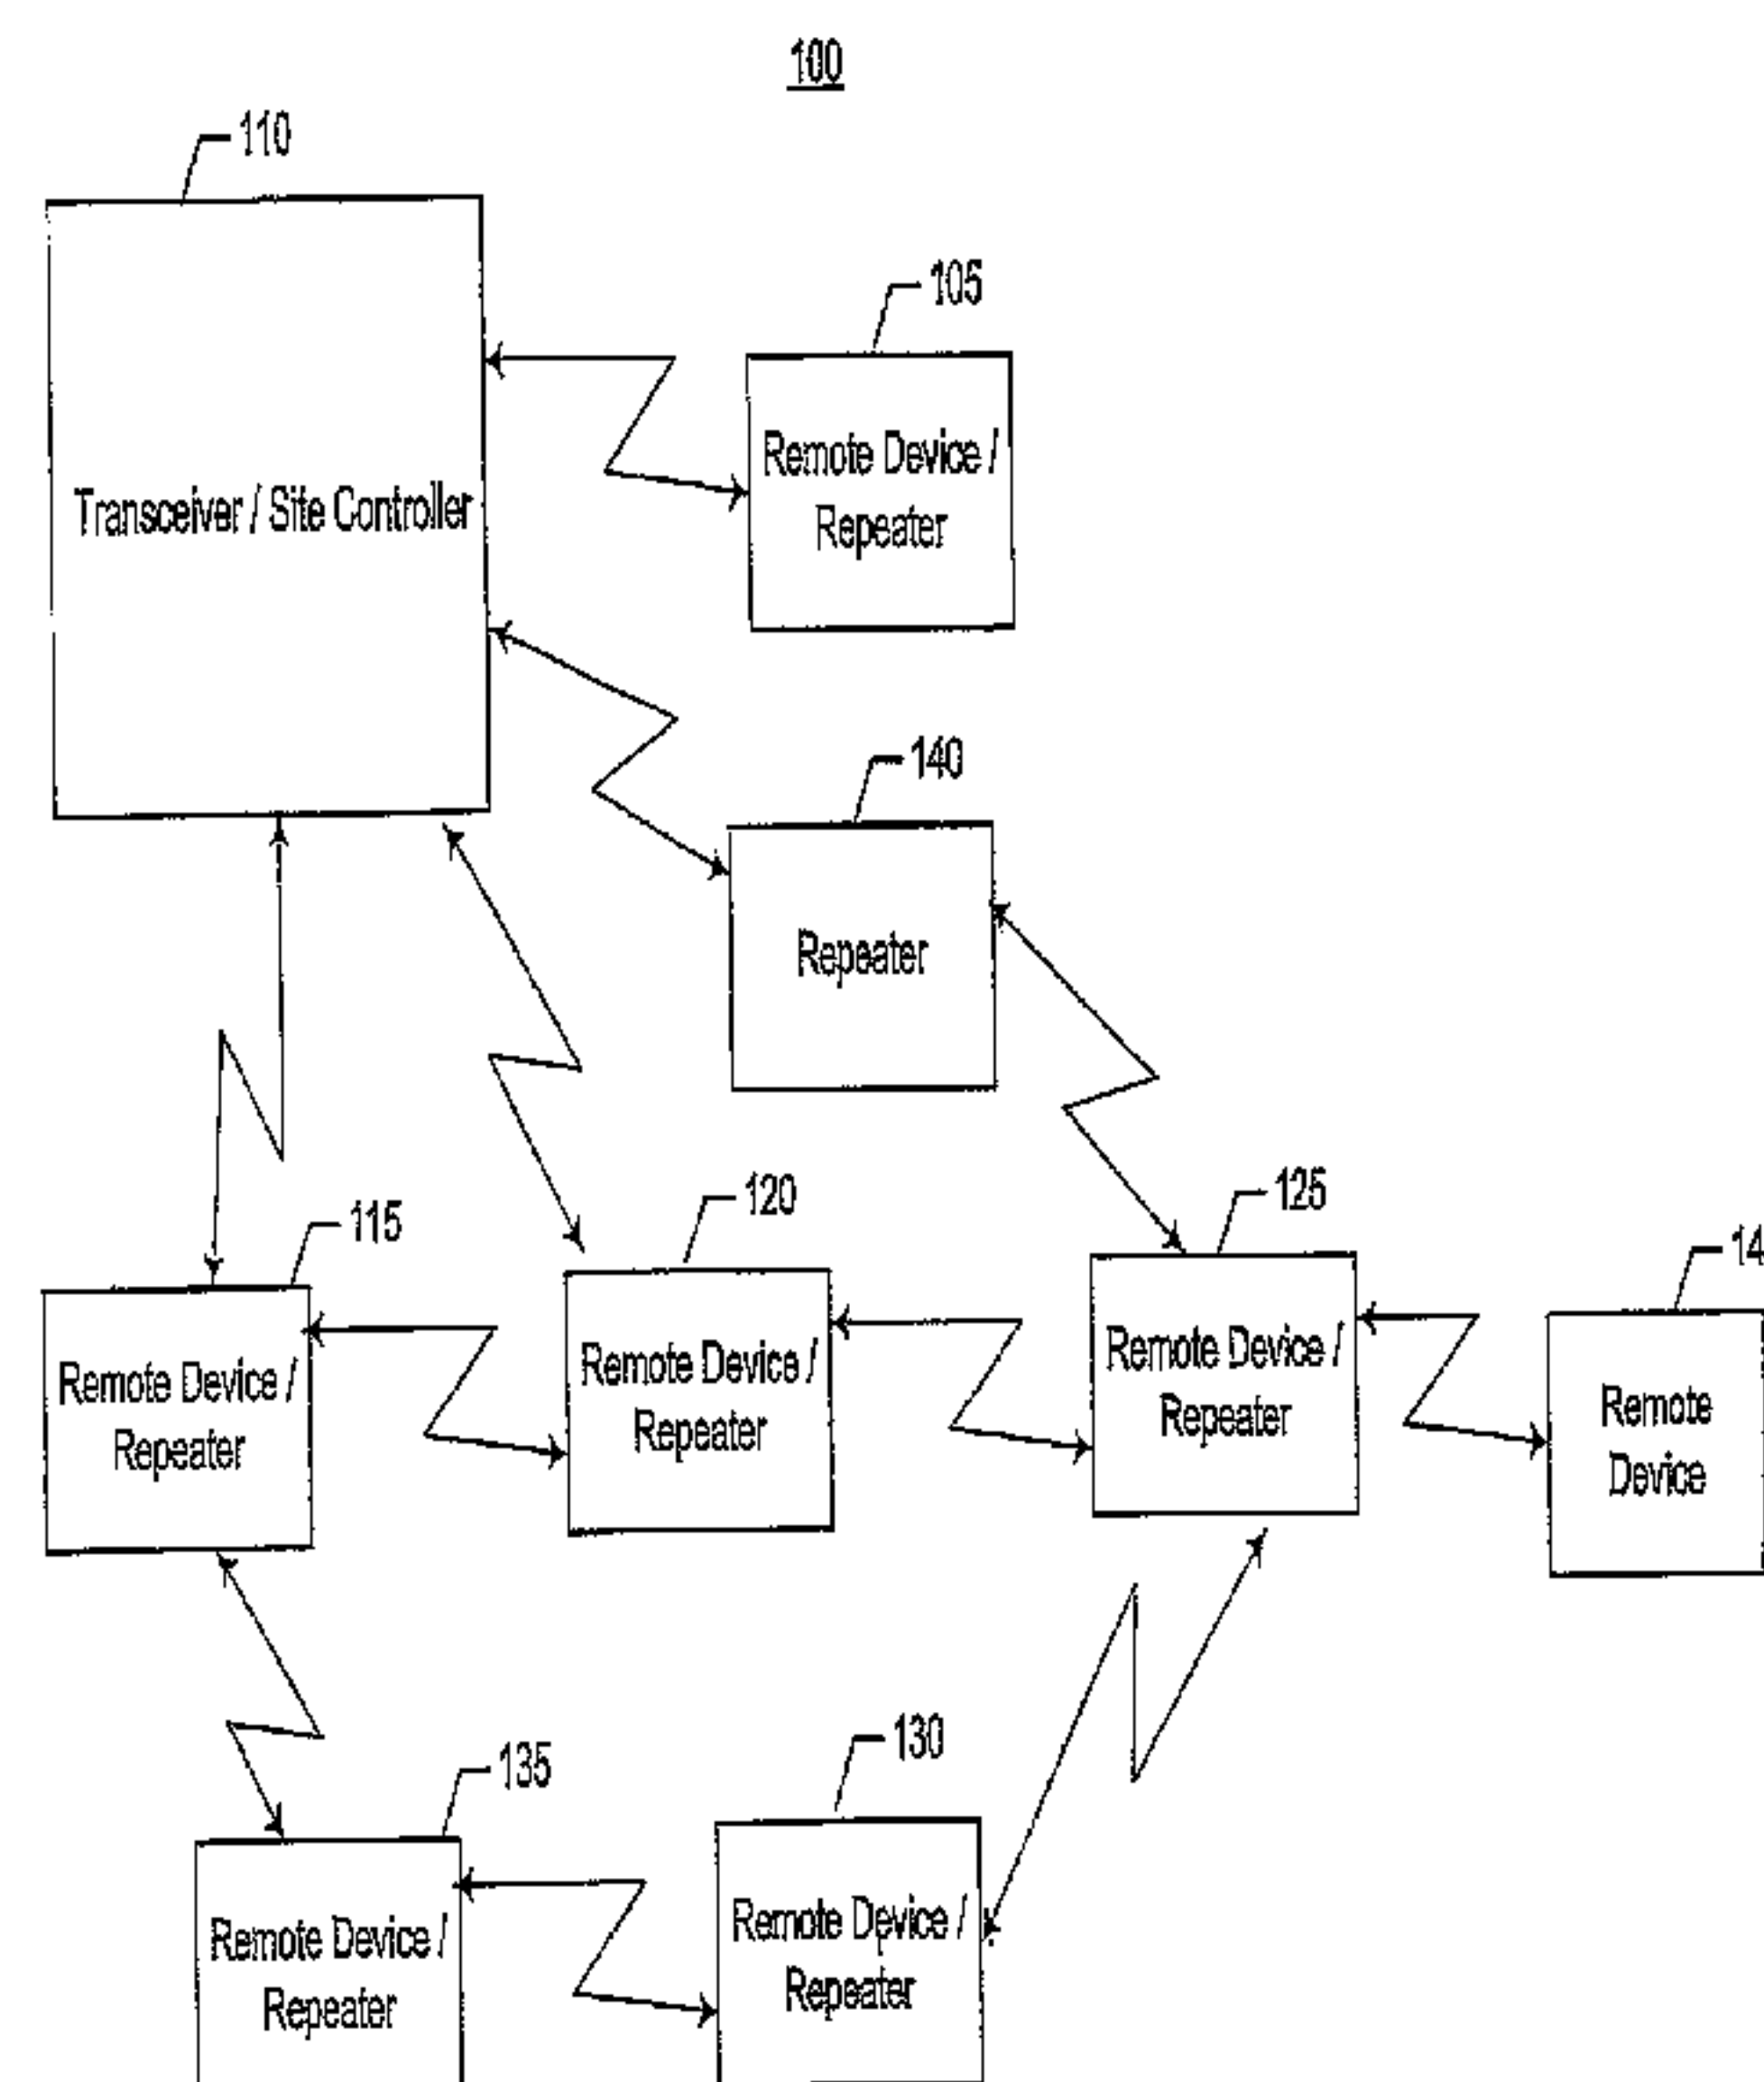 100
110
105
Transceiver / Site Controller
Remote Device /
Repeater
140
Repeater
115
120
125
Remote Device /
Repeater
Remote Device /
Repeater
Remote Device /
Repeater
Remote
Device
135
130
Remote Device /
Repeater
Remote Device /
Repeater